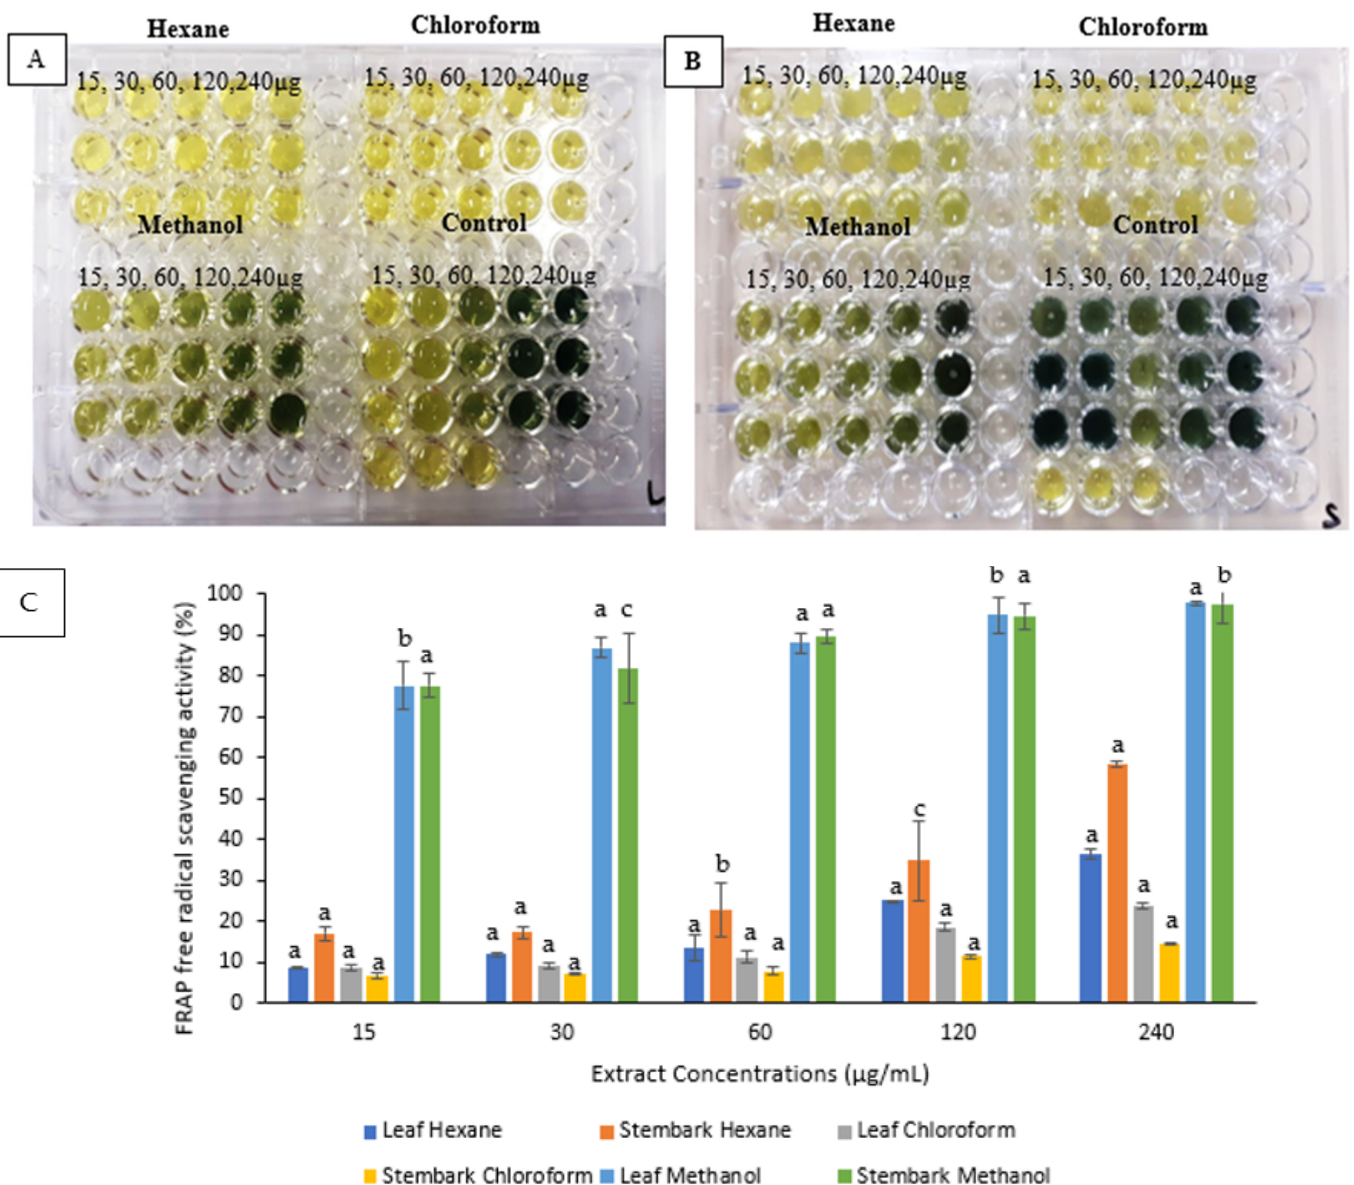 A
Hexane
Chloroform
15, 30, 60, 120,240µg
15, 30, 60, 120,240µg
Methanol
Control
15, 30, 60, 120,240µg
15, 30, 60, 120,240µg
L
B
Hexane
Chloroform
15, 30, 60, 120,240µg
15, 30, 60, 120,240µg
Methanol
Control
15, 30, 60, 120,240µg
15, 30, 60, 120,240µg
S
C
FRAP free radical scavenging activity (%)
100
90
80
70
60
50
40
30
20
10
0
a a a a b a
a a a a a c
a b a a a a
a c a a b a
a a a a a b
15 30 60 120 240
Extract Concentrations (µg/mL)
Leaf Hexane Stembark Hexane Leaf Chloroform
Stembark Chloroform Leaf Methanol Stembark Methanol